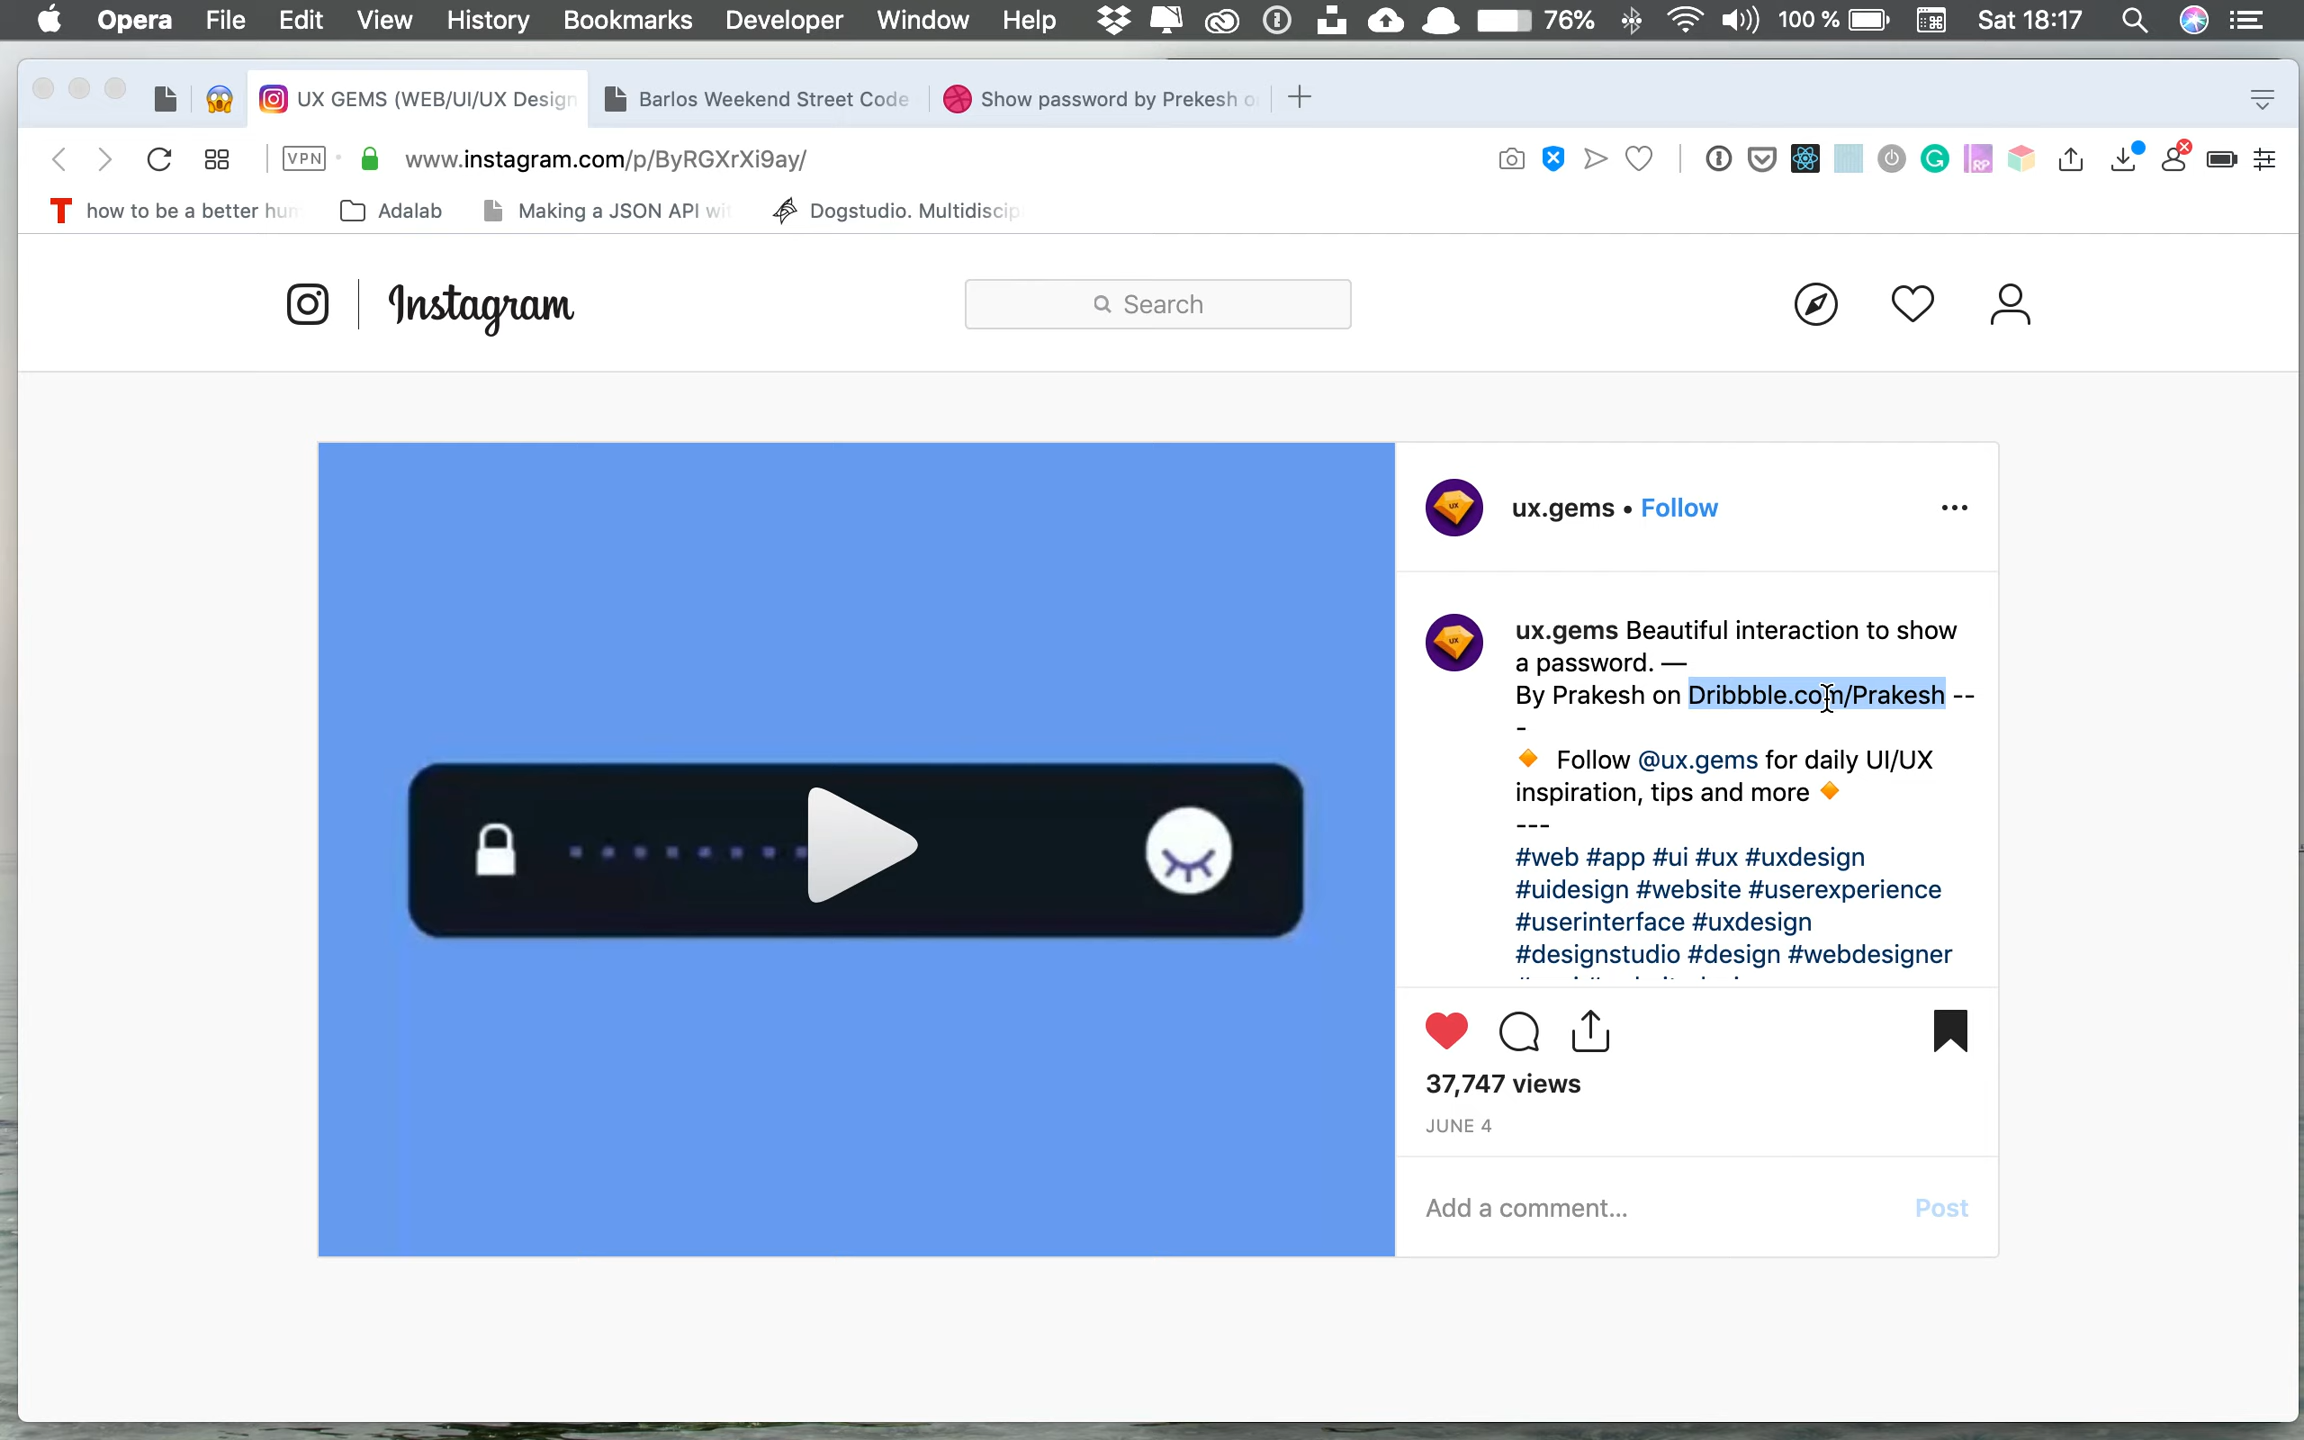 Opera File Edit View History Bookmarks Developer Window Help 76% 100 % Sat 18:17
UX GEMS (WEB/UI/UX Design Barlos Weekend Street Code Show password by Prekesh
VPN www.instagram.com/p/ByRGXrXi9ay/
how to be a better Adalab Making a JSON API Dogstudio.
Instagram Search
ux.gems • Follow
ux.gems Beautiful interaction to show
a password. —
By Prakesh on Dribbble.com/Prakesh --
-
🔸 Follow @ux.gems for daily UI/UX
inspiration, tips and more 🔸
---
#web #app #ui #ux #uxdesign
#uidesign #website #userexperience
#userinterface #uxdesign
#designstudio #design #webdesigner
37,747 views
JUNE 4
Add a comment... Post